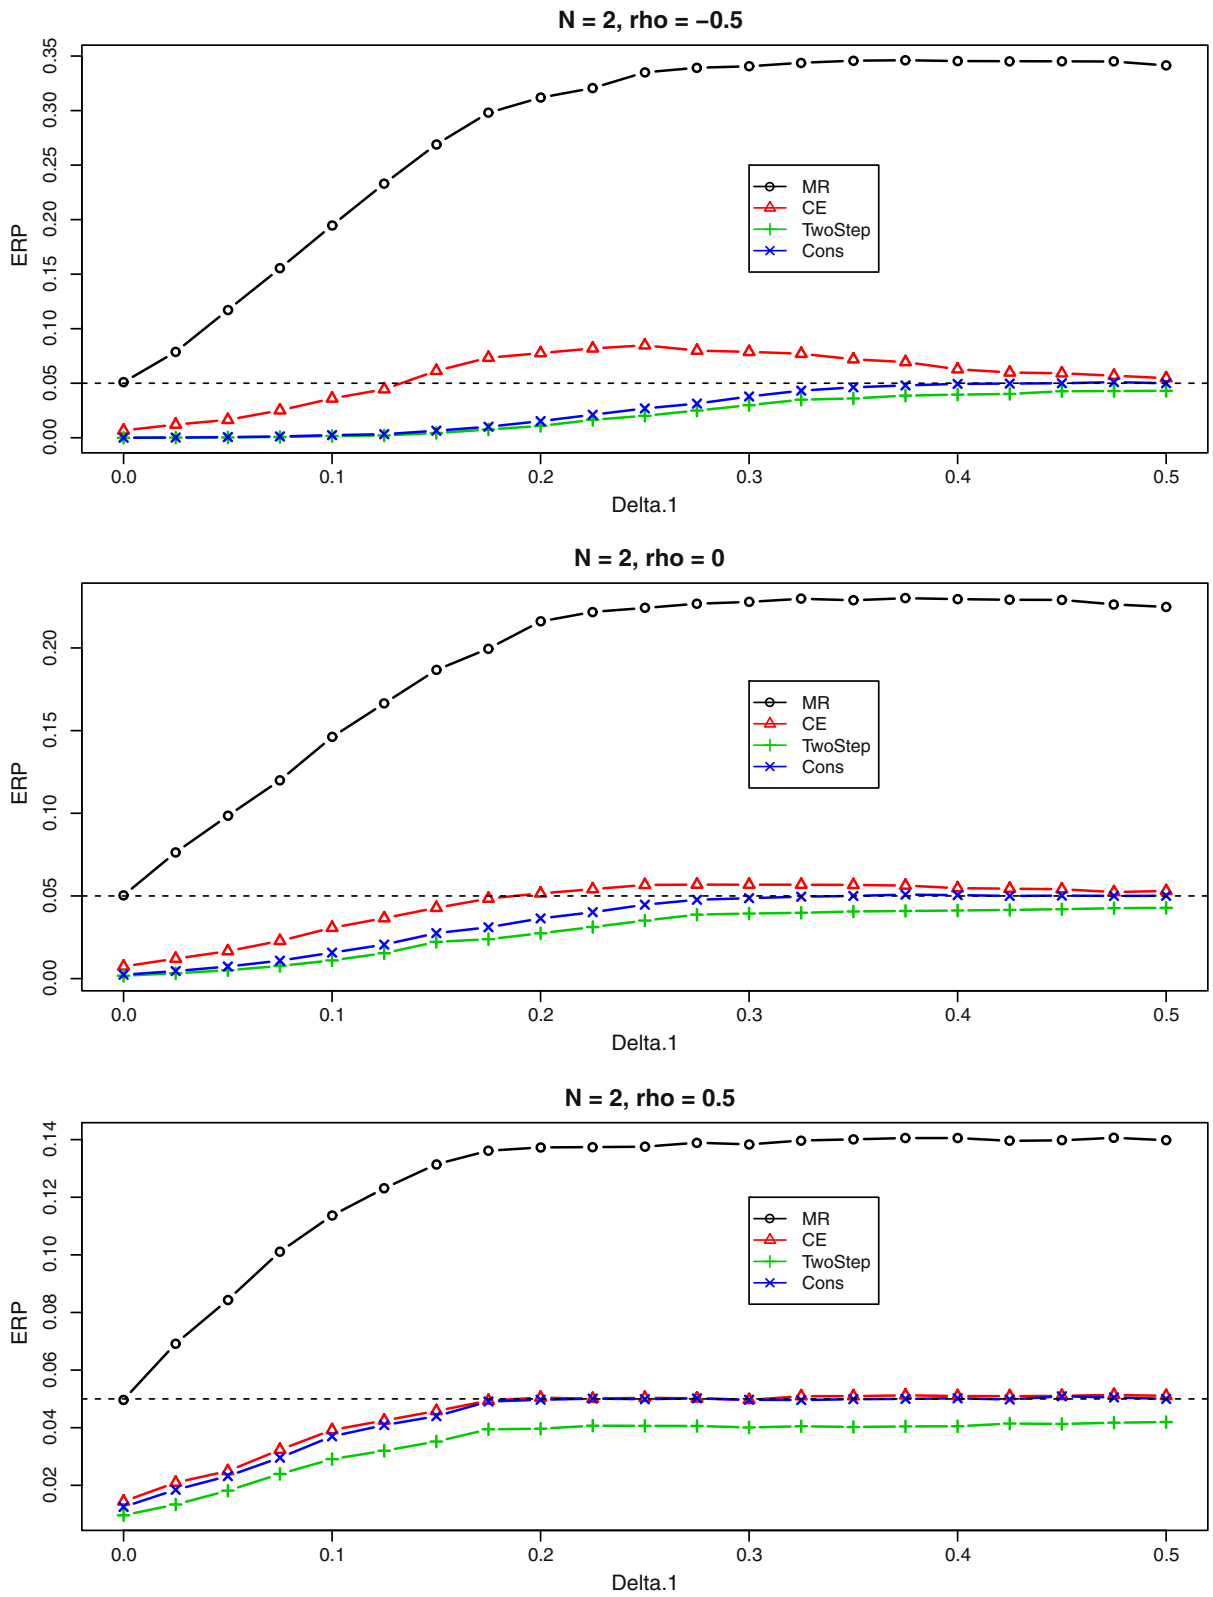 N = 2, rho = −0.5
0.35
0.30
0.25
0.20
0.15
0.10
0.05
0.00
ERP
MR
CE
TwoStep
Cons
0.0 0.1 0.2 0.3 0.4 0.5
Delta.1
N = 2, rho = 0
0.20
0.15
0.10
0.05
0.00
ERP
MR
CE
TwoStep
Cons
0.0 0.1 0.2 0.3 0.4 0.5
Delta.1
N = 2, rho = 0.5
0.14
0.12
0.10
0.08
0.06
0.04
0.02
ERP
MR
CE
TwoStep
Cons
0.0 0.1 0.2 0.3 0.4 0.5
Delta.1